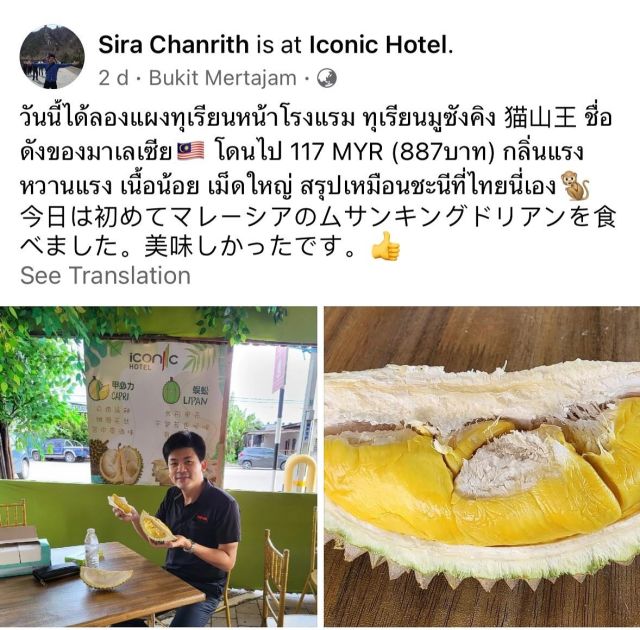 Sira Chanrith is at Iconic Hotel.
2 d · Bukit Mertajam ·
วันนี้ได้ลองแผงทุเรียนหน้าโรงแรม ทุเรียนมูซังคิง 猫山王 ชื่อ
ดังของมาเลเซีย🇲🇾 โดนไป 117 MYR (887บาท) กลิ่นแรง
หวานแรง เนื้อน้อย เม็ดใหญ่ สรุปเหมือนชะนีที่ไทยนี่เอง🐒
今日は初めてマレーシアのムサンキングドリアンを食
べました。美味しかったです。👍
See Translation
iconic
HOTEL
甲必力
CAPRI
蜈蚣
LIPAN